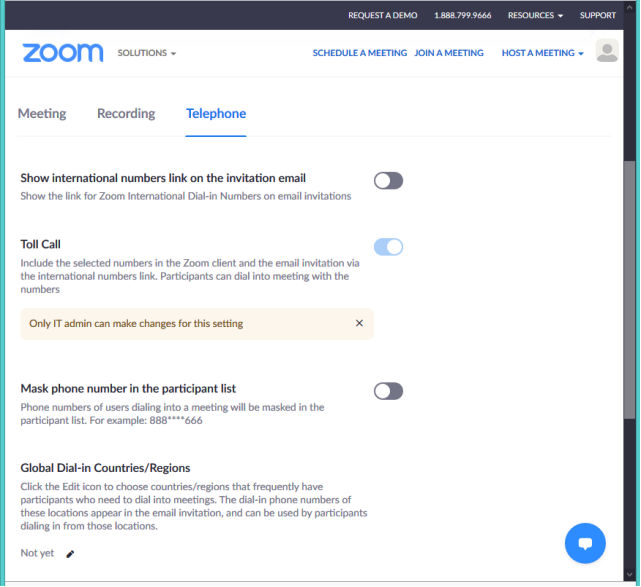 REQUEST A DEMO 1.888.799.9666 RESOURCES SUPPORT
zoom SOLUTIONS SCHEDULE A MEETING JOIN A MEETING HOST A MEETING
Meeting Recording Telephone
Show international numbers link on the invitation email
Show the link for Zoom International Dial-in Numbers on email invitations
Toll Call
Include the selected numbers in the Zoom client and the email invitation via
the international numbers link. Participants can dial into meeting with the
numbers
Only IT admin can make changes for this setting
Mask phone number in the participant list
Phone numbers of users dialing into a meeting will be masked in the
participant list. For example: 888****666
Global Dial-in Countries/Regions
Click the Edit icon to choose countries/regions that frequently have
participants who need to dial into meetings. The dial-in phone numbers of
these locations appear in the email invitation, and can be used by participants
dialing in from those locations.
Not yet